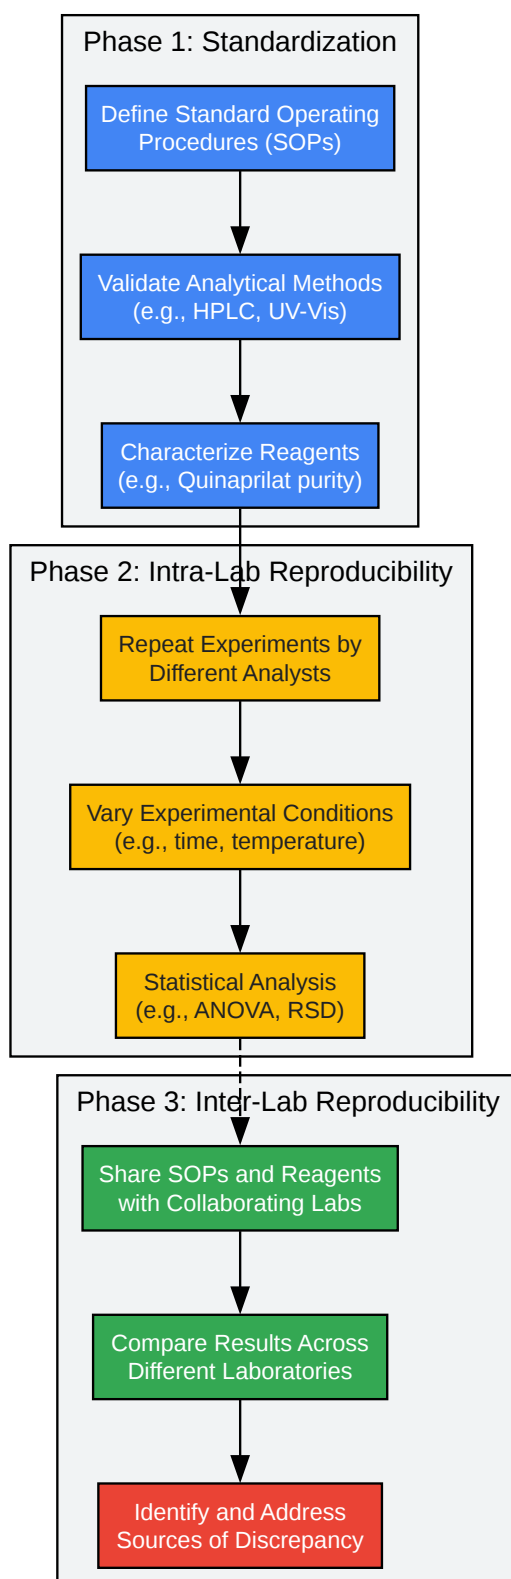 Phase 1: Standardization
Define Standard Operating
Procedures (SOPs)
Validate Analytical Methods
(e.g., HPLC, UV-Vis)
Characterize Reagents
(e.g., Quinaprilat purity)
Phase 2: Intra-Lab Reproducibility
Repeat Experiments by
Different Analysts
Vary Experimental Conditions
(e.g., time, temperature)
Statistical Analysis
(e.g., ANOVA, RSD)
Phase 3: Inter-Lab Reproducibility
Share SOPs and Reagents
with Collaborating Labs
Compare Results Across
Different Laboratories
Identify and Address
Sources of Discrepancy